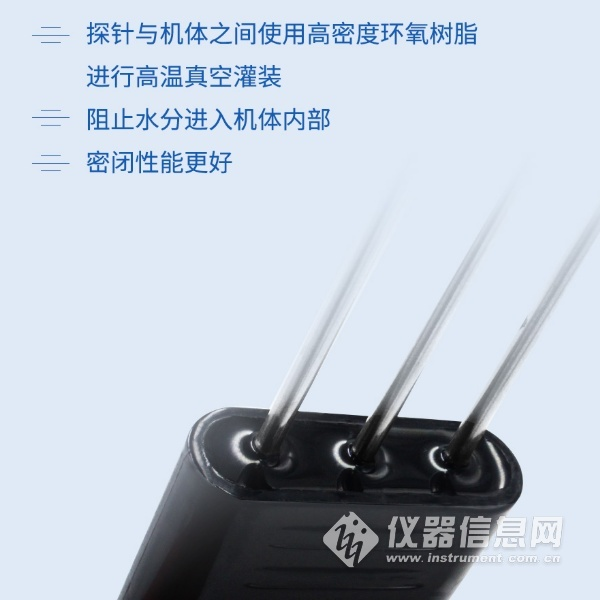 探针与机体之间使用高密度环氧树脂
进行高温真空灌装
阻止水分进入机体内部
密闭性能更好
仪器信息网
www.instrument.com.cn